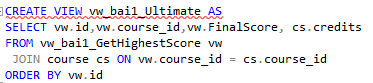 CREATE VIEW vw_bai1_Ultimate AS
SELECT vw.id,vw.course_id,vw.FinalScore, cs.credits
FROM vw_bai1_GetHighestScore vw
JOIN course cs ON vw.course_id = cs.course_id
ORDER BY vw.id